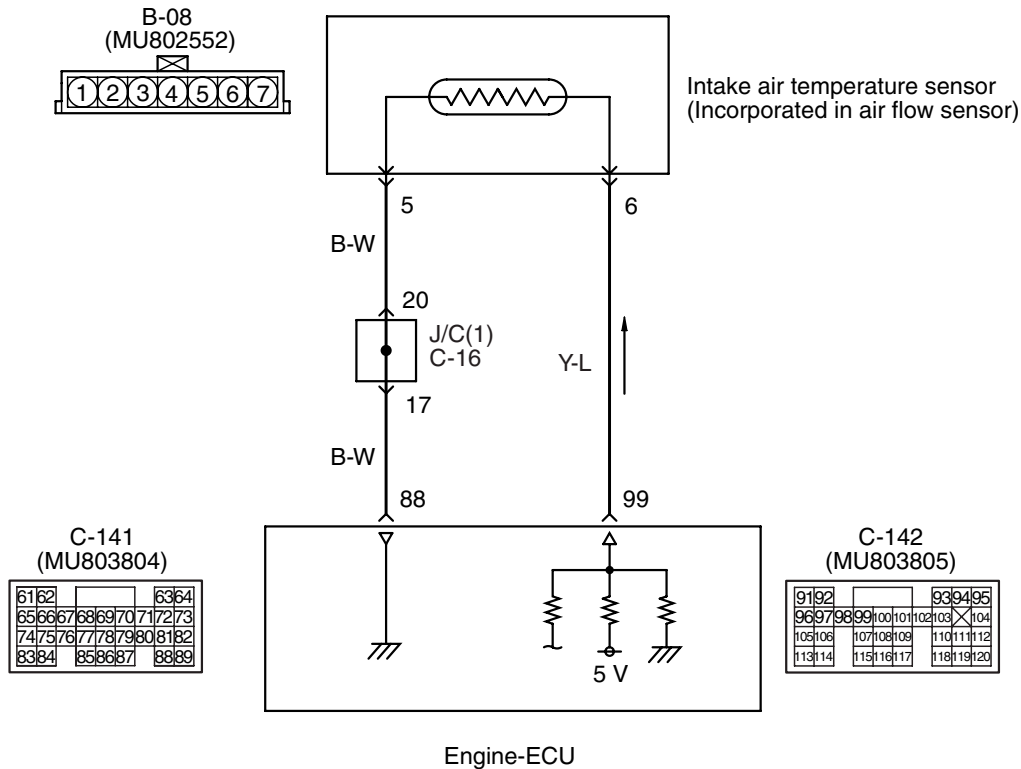 B-08
(MU802552)
1 2 3 4 5 6 7
Intake air temperature sensor
(Incorporated in air flow sensor)
5
6
B-W
20
J/C(1)
C-16
Y-L
17
B-W
88
99
C-141
(MU803804)
61 62 63 64
65 66 67 68 69 70 71 72 73
74 75 76 77 78 79 80 81 82
83 84 85 86 87 88 89
5 V
C-142
(MU803805)
91 92 93 94 95
96 97 98 99 100 101 102 103 104
105 106 107 108 109 110 111 112
113 114 115 116 117 118 119 120
Engine-ECU